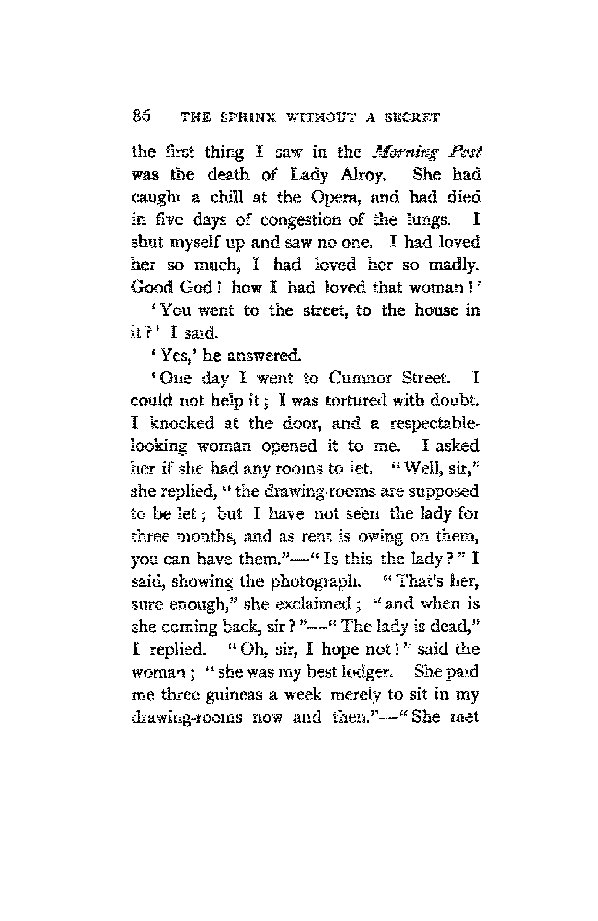 86 THE SPHINX WITHOUT A SECRET
the first thing I saw in the Morning Post
was the death of Lady Alroy. She had
caught a chill at the Opera, and had died
in five days of congestion of the lungs. I
shut myself up and saw no one. I had loved
her so much, I had loved her so madly.
Good God! how I had loved that woman!'
'You went to the street, to the house in
it?' I said.
'Yes,' he answered.
'One day I went to Cumnor Street. I
could not help it; I was tortured with doubt.
I knocked at the door, and a respectable-
looking woman opened it to me. I asked
her if she had any rooms to let. "Well, sir,"
she replied, "the drawing-rooms are supposed
to be let; but I have not seen the lady for
three months, and as rent is owing on them,
you can have them."—"Is this the lady?" I
said, showing the photograph. "That's her,
sure enough," she exclaimed; "and when is
she coming back, sir?"—"The lady is dead,"
I replied. "Oh, sir, I hope not!" said the
woman; "she was my best lodger. She paid
me three guineas a week merely to sit in my
drawing-rooms now and then."—"She met